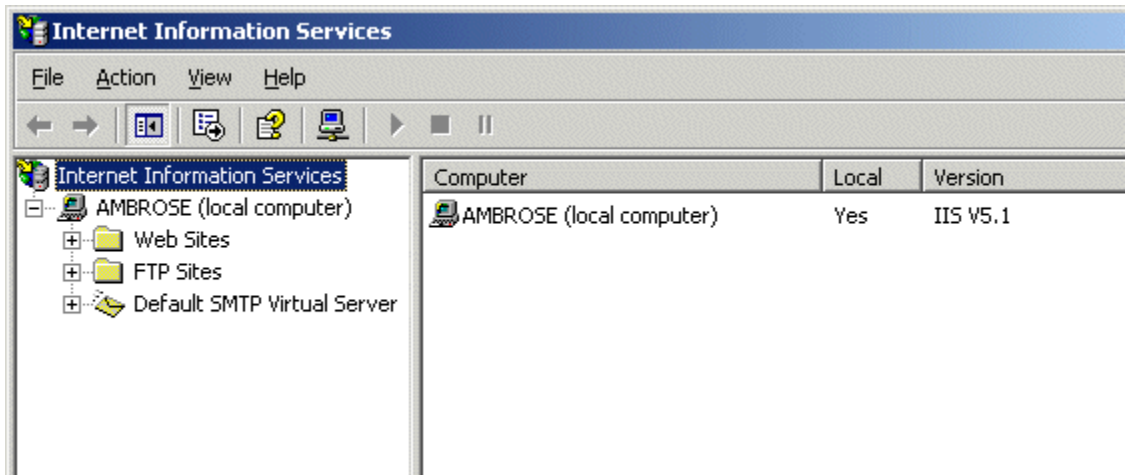 Internet Information Services
File Action View Help
Internet Information Services
AMBROSE (local computer)
Web Sites
FTP Sites
Default SMTP Virtual Server
Computer Local Version
AMBROSE (local computer) Yes IIS V5.1